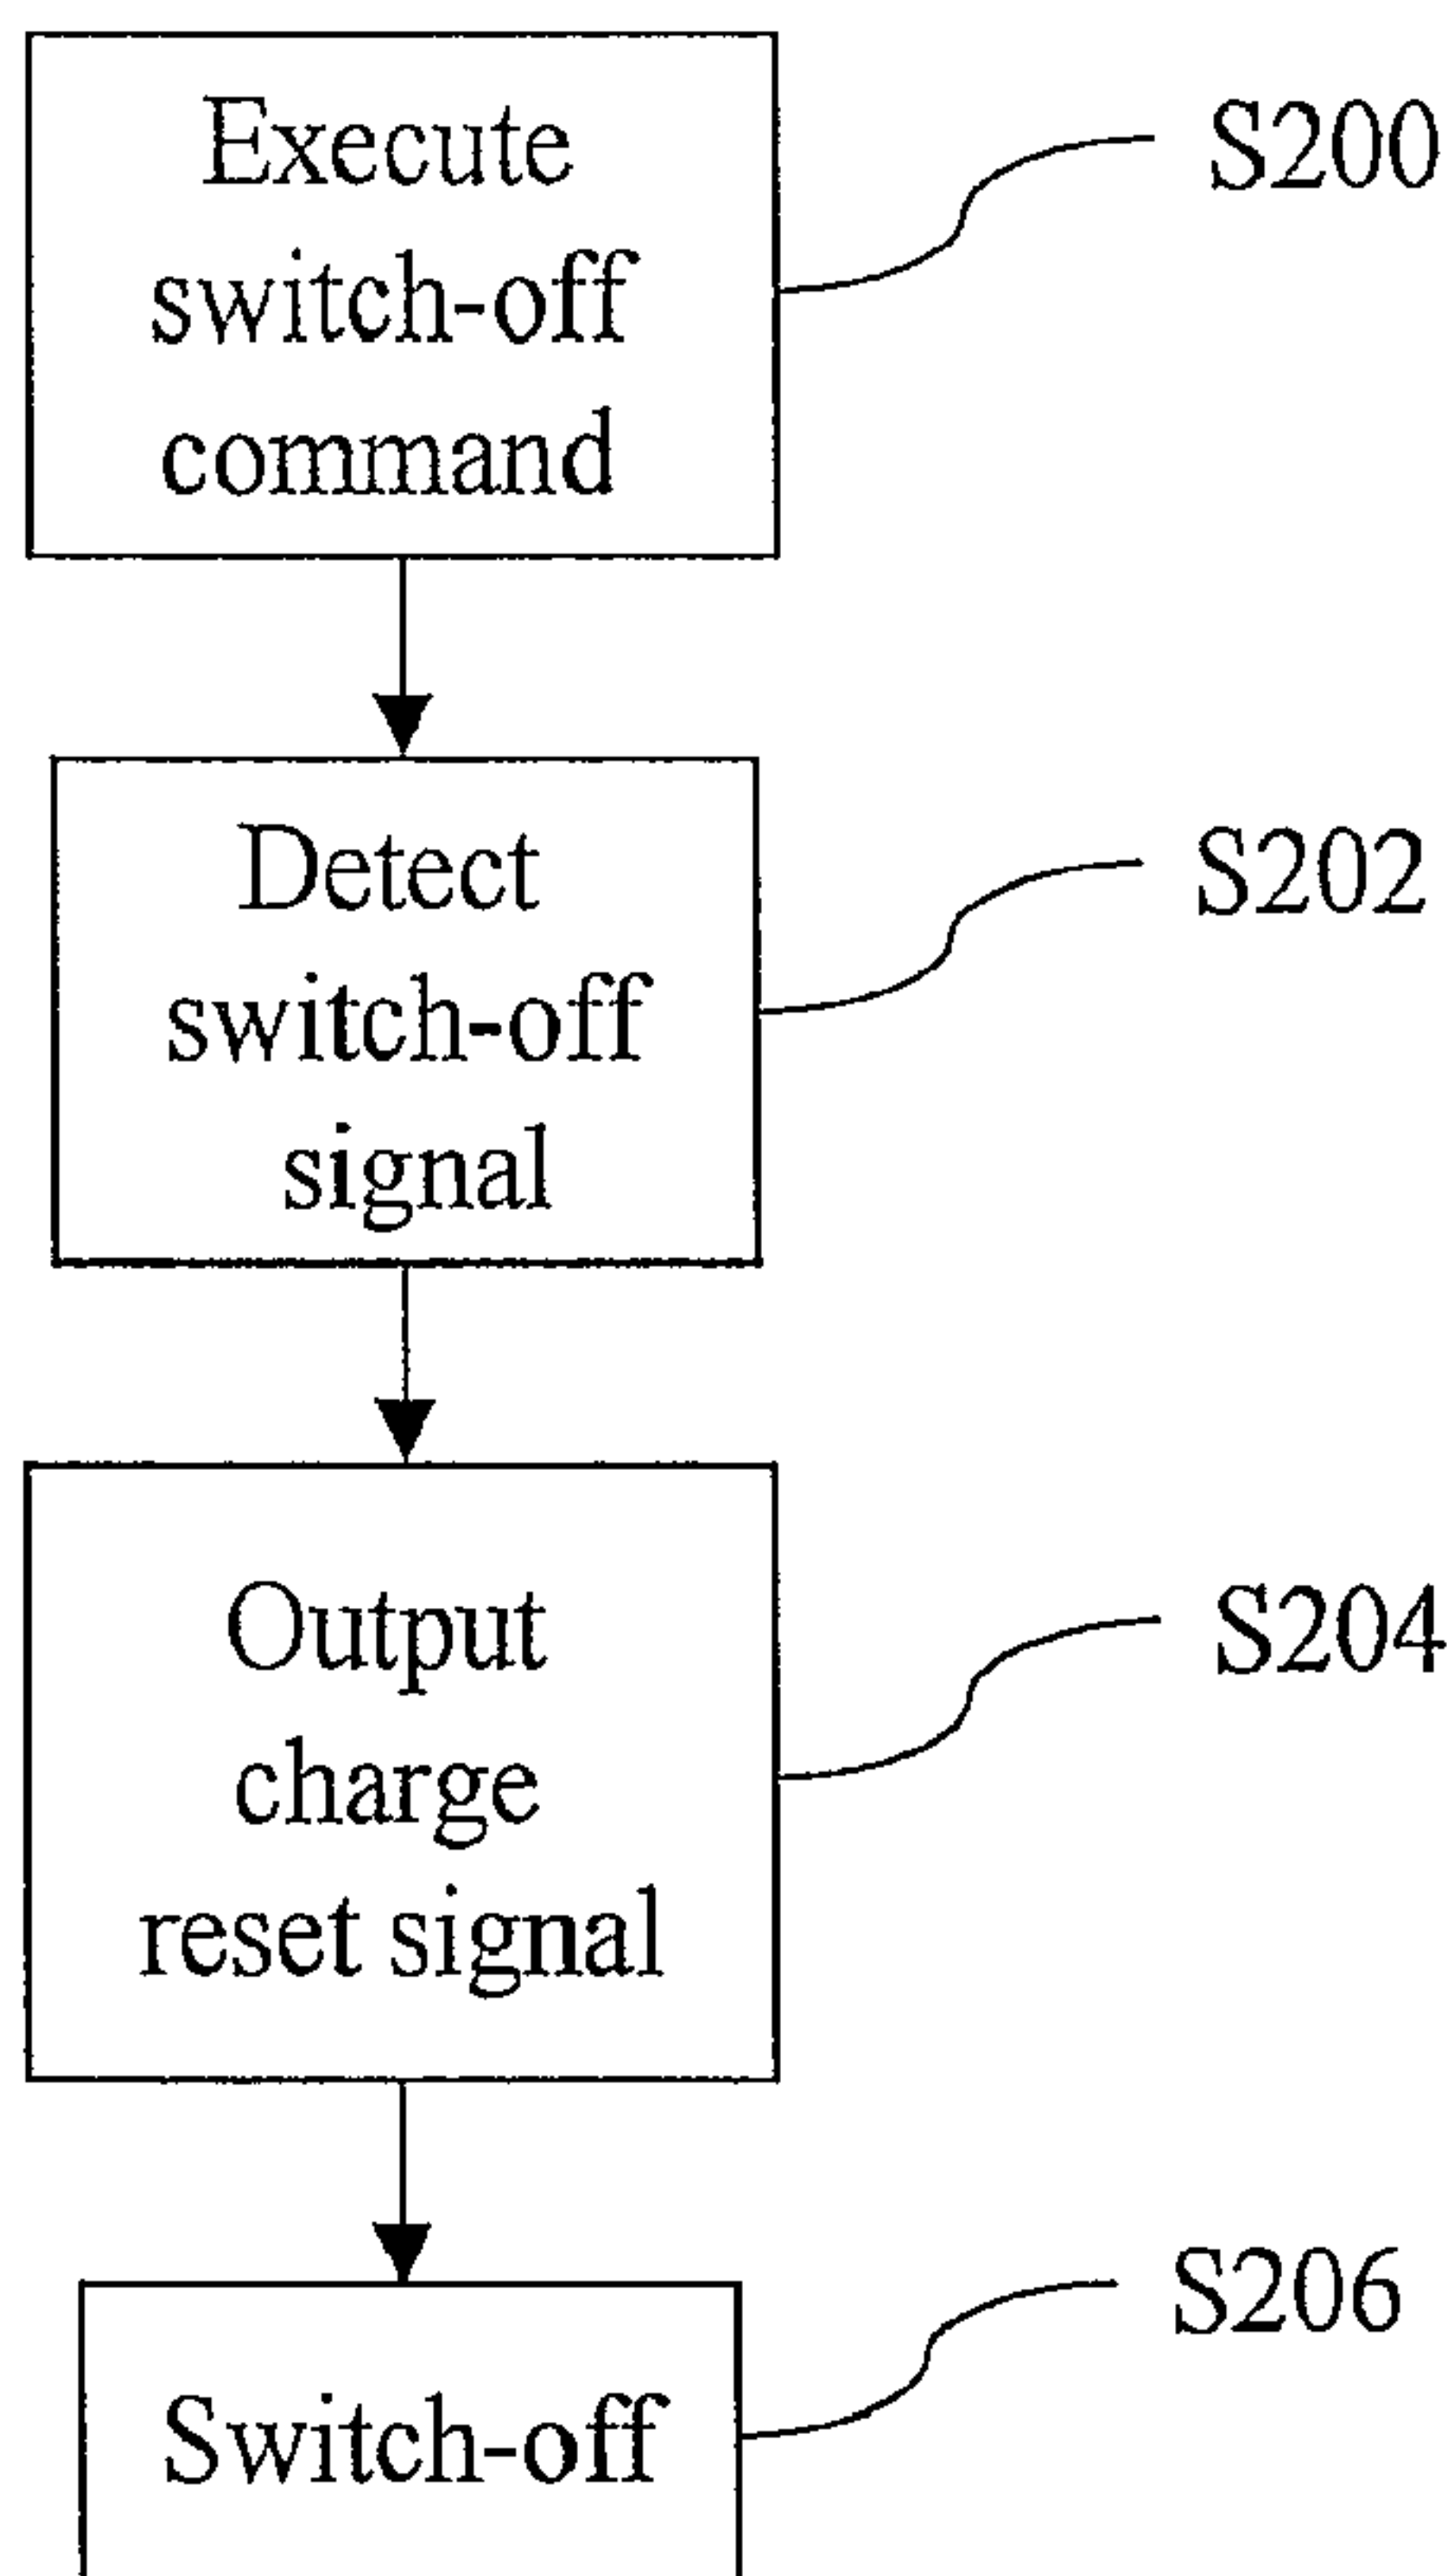 Execute
switch-off
command
S200
Detect
switch-off
signal
S202
Output
charge
reset signal
S204
Switch-off
S206